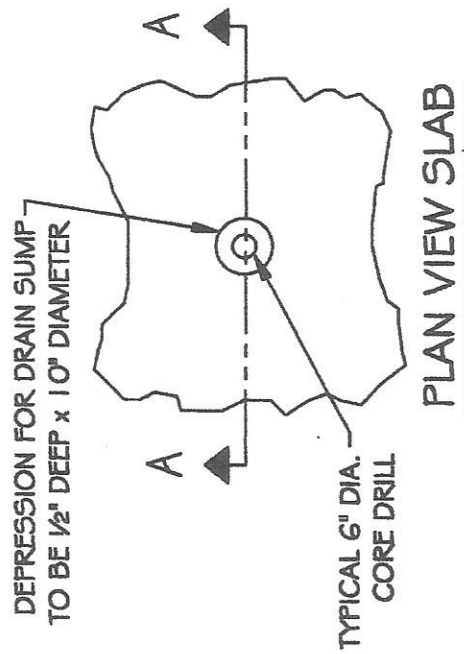 DEPRESSION FOR DRAIN SUMP
TO BE 1/2" DEEP x 10" DIAMETER
A
A
TYPICAL 6" DIA.
CORE DRILL
PLAN VIEW SLAB